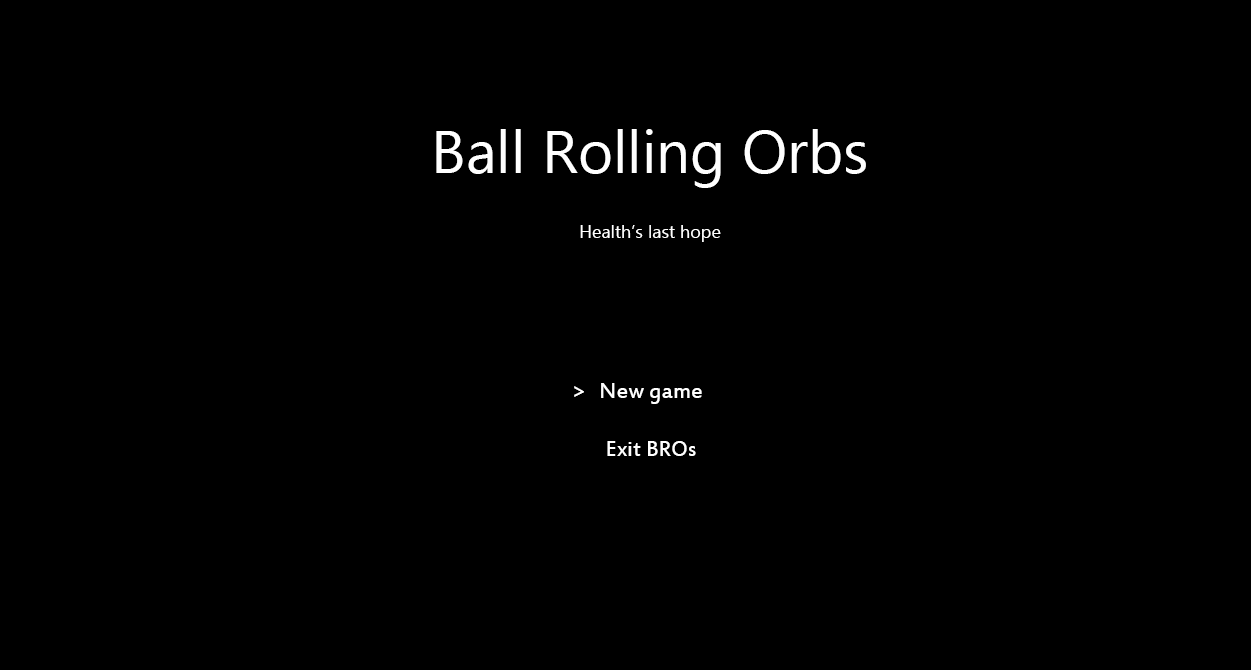 Ball Rolling Orbs
Health's last hope
> New game
Exit BROs